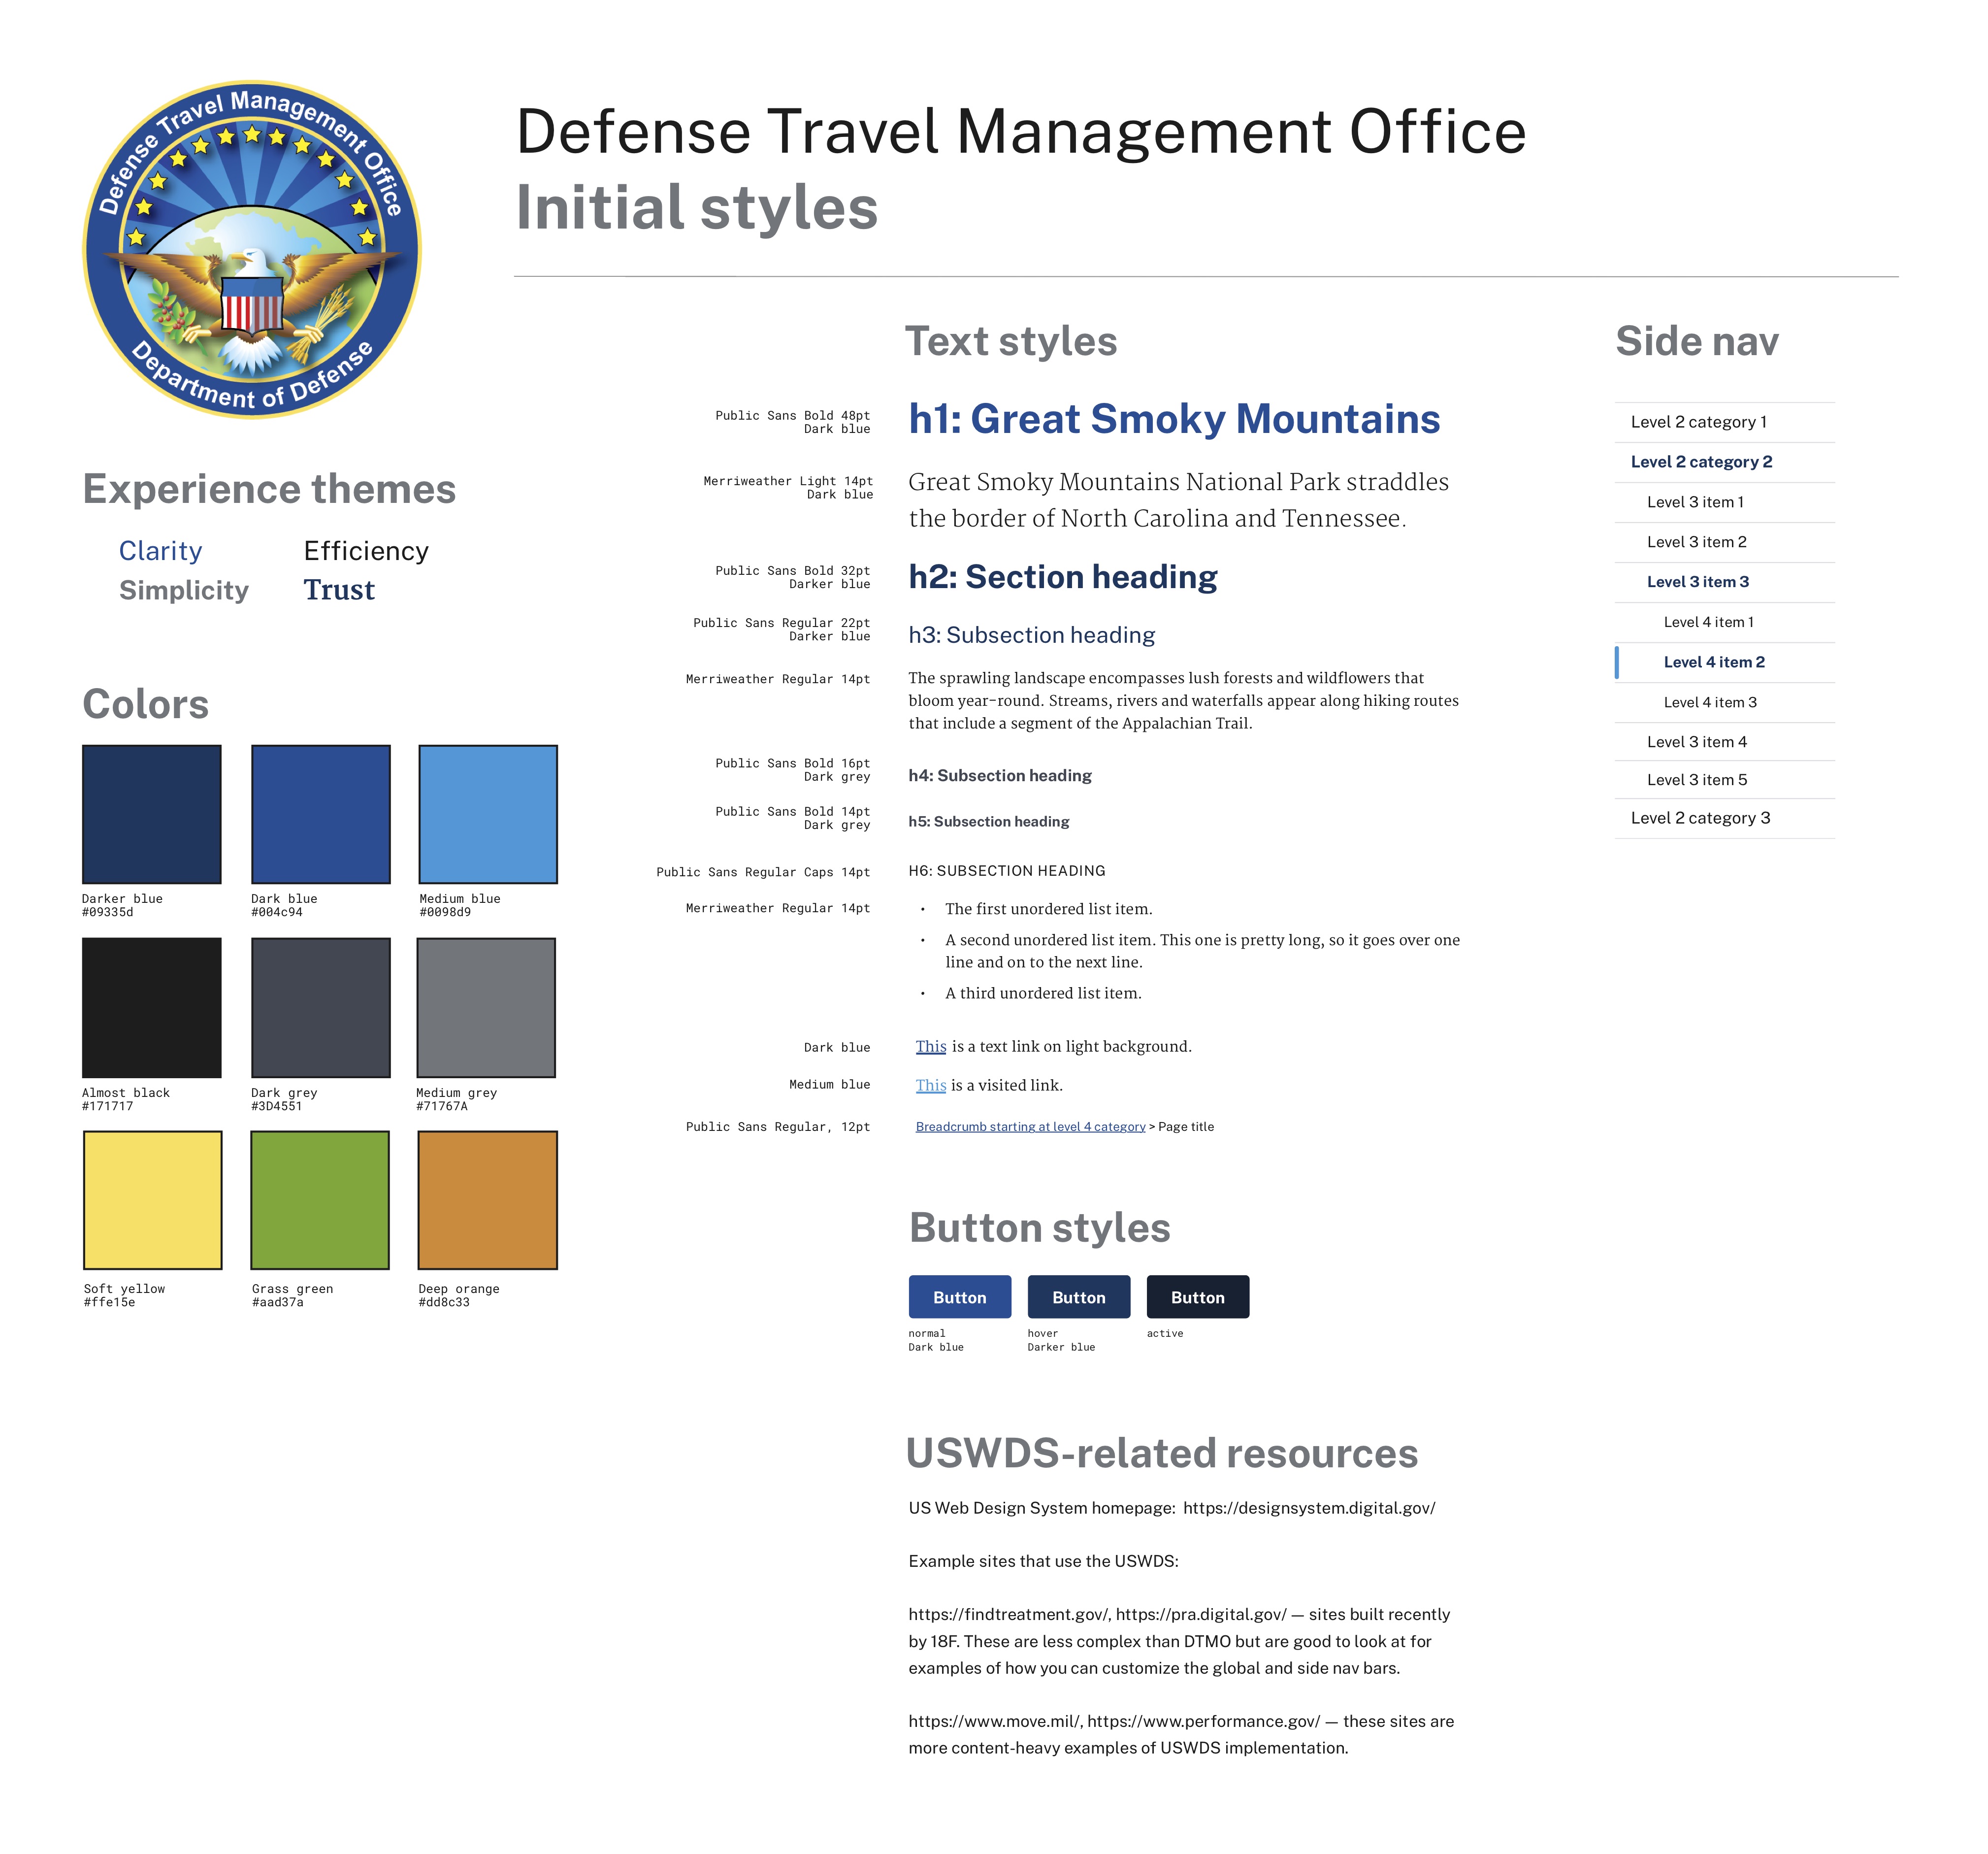 Defense Travel Management Office
Department of Defense
Defense Travel Management Office
Initial styles
Experience themes
Clarity
Efficiency
Simplicity
Trust
Colors
Darker blue
#09335d
Dark blue
#004c94
Medium blue
#0098d9
Almost black
#171717
Dark grey
#3D4551
Medium grey
#71767A
Soft yellow
#ffe15e
Grass green
#aad37a
Deep orange
#dd8c33
Text styles
Public Sans Bold 48pt
Dark blue
h1: Great Smoky Mountains
Merriweather Light 14pt
Dark blue
Great Smoky Mountains National Park straddles
the border of North Carolina and Tennessee.
Public Sans Bold 32pt
Darker blue
h2: Section heading
Public Sans Regular 22pt
Darker blue
h3: Subsection heading
Merriweather Regular 14pt
The sprawling landscape encompasses lush forests and wildflowers that
bloom year-round. Streams, rivers and waterfalls appear along hiking routes
that include a segment of the Appalachian Trail.
Public Sans Bold 16pt
Dark grey
h4: Subsection heading
Public Sans Bold 14pt
Dark grey
h5: Subsection heading
Public Sans Regular Caps 14pt
H6: SUBSECTION HEADING
Merriweather Regular 14pt
• The first unordered list item.
• A second unordered list item. This one is pretty long, so it goes over one
line and on to the next line.
• A third unordered list item.
Dark blue
This is a text link on light background.
Medium blue
This is a visited link.
Public Sans Regular, 12pt
Breadcrumb starting at level 4 category > Page title
Button styles
Button
normal
Dark blue
Button
hover
Darker blue
Button
active
USWDS-related resources
US Web Design System homepage: https://designsystem.digital.gov/
Example sites that use the USWDS:
https://findtreatment.gov/, https://pra.digital.gov/ — sites built recently
by 18F. These are less complex than DTMO but are good to look at for
examples of how you can customize the global and side nav bars.
https://www.move.mil/, https://www.performance.gov/ — these sites are
more content-heavy examples of USWDS implementation.
Side nav
Level 2 category 1
Level 2 category 2
Level 3 item 1
Level 3 item 2
Level 3 item 3
Level 4 item 1
Level 4 item 2
Level 4 item 3
Level 3 item 4
Level 3 item 5
Level 2 category 3